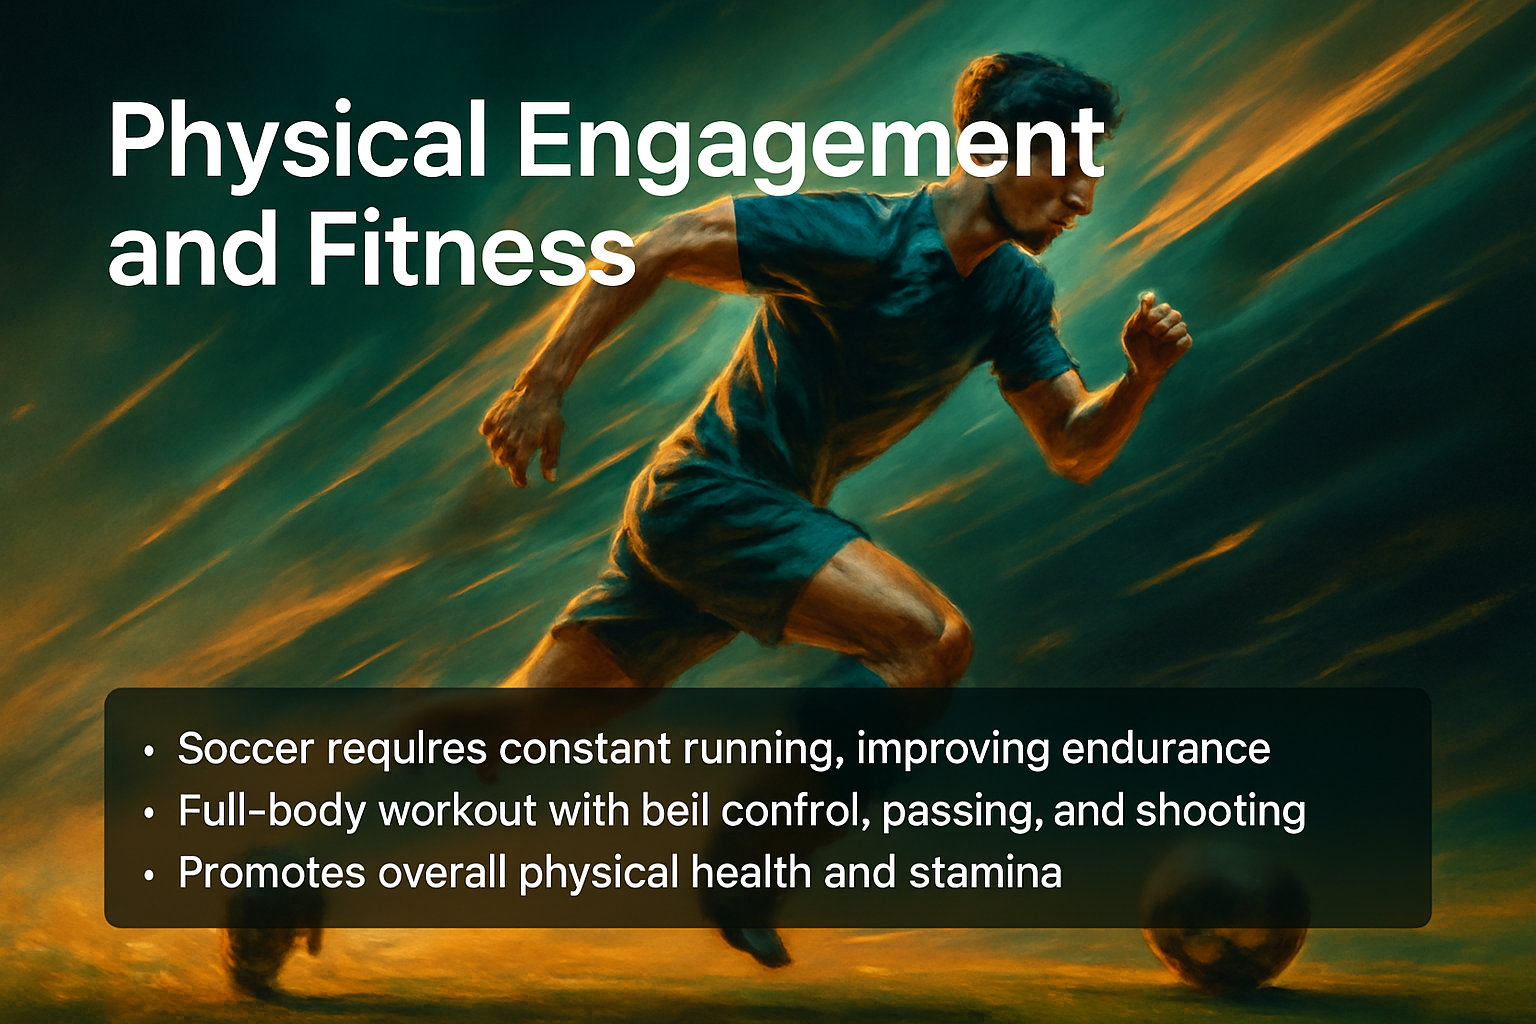 Physical Engagement
and Fitness
• Soccer requlres constant running, improving endurance
• Full-body workout with beil confrol, passing, and shooting
• Promotes overall physical health and stamina